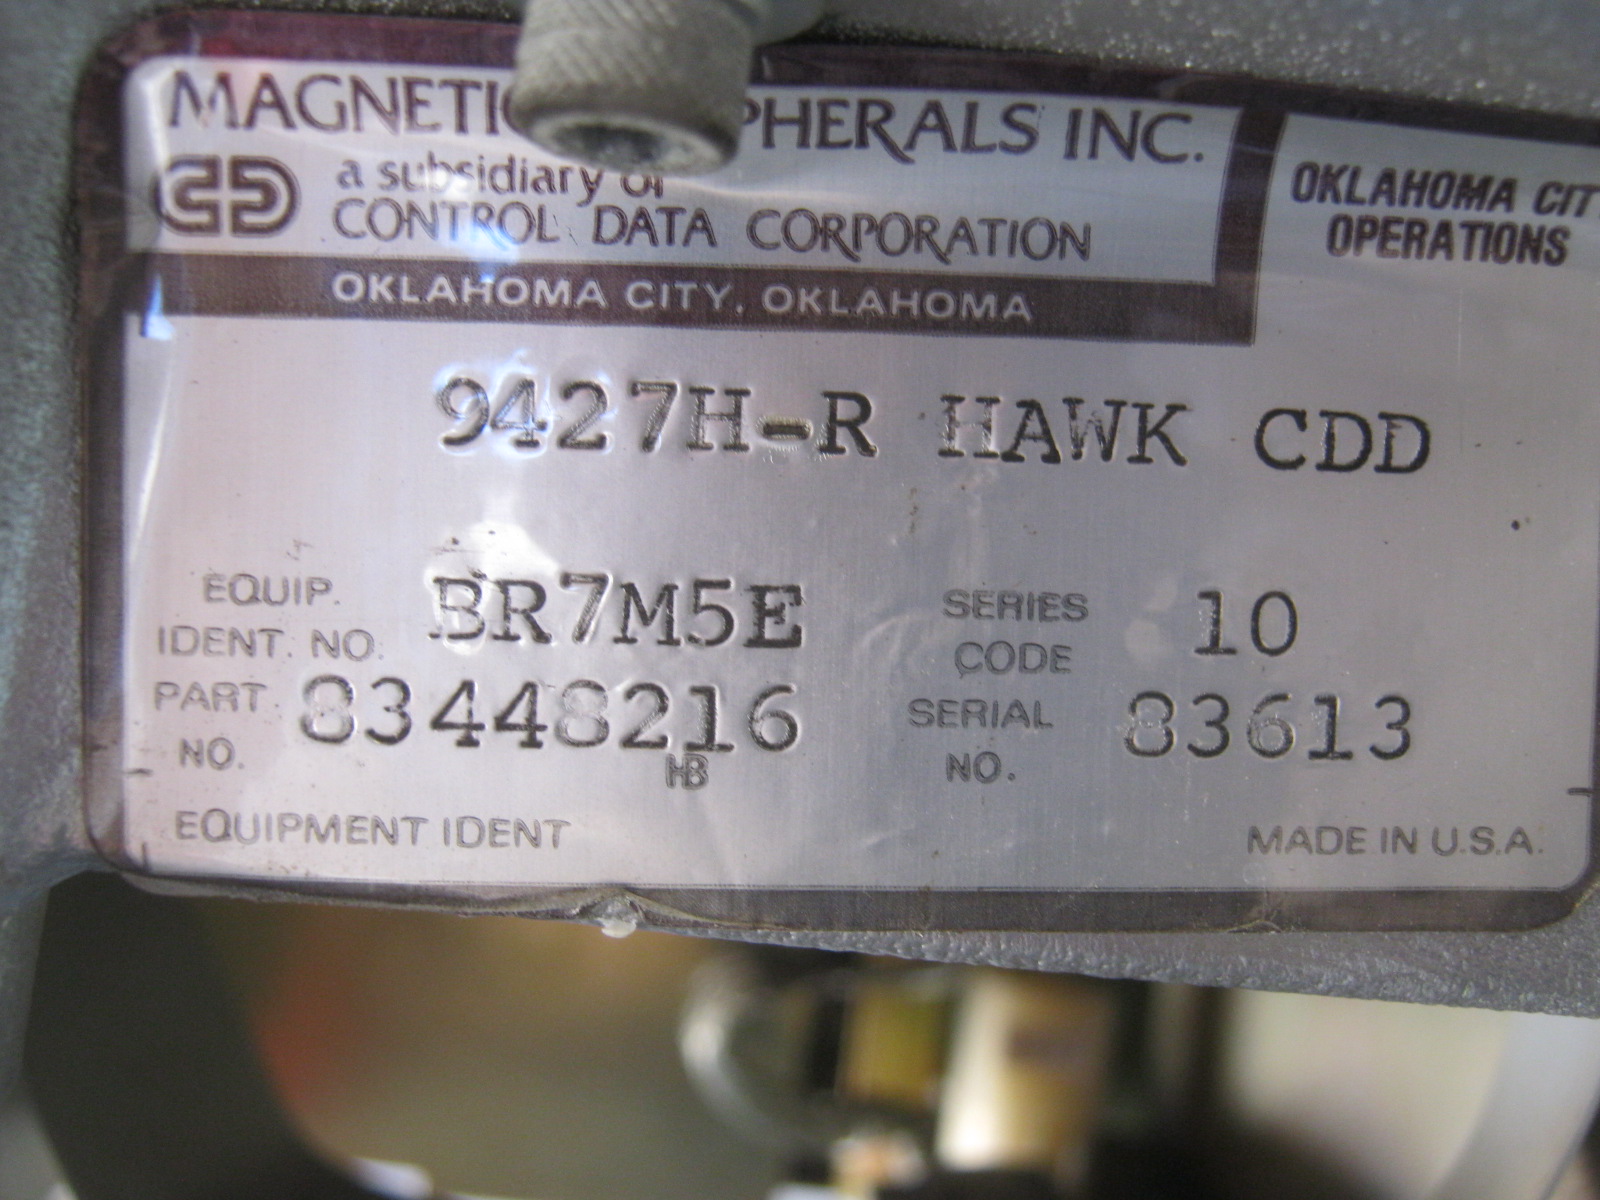 MAGNETIC PHERALS INC.
a subsidiary of
CONTROL DATA CORPORATION
OKLAHOMA CITY, OKLAHOMA
OKLAHOMA CIT
OPERATIONS
9427H-R HAWK CDD
EQUIP. IDENT. NO. BR7M5E
SERIES CODE 10
PART NO. 83448216
HB
SERIAL NO. 83613
EQUIPMENT IDENT
MADE IN U.S.A.